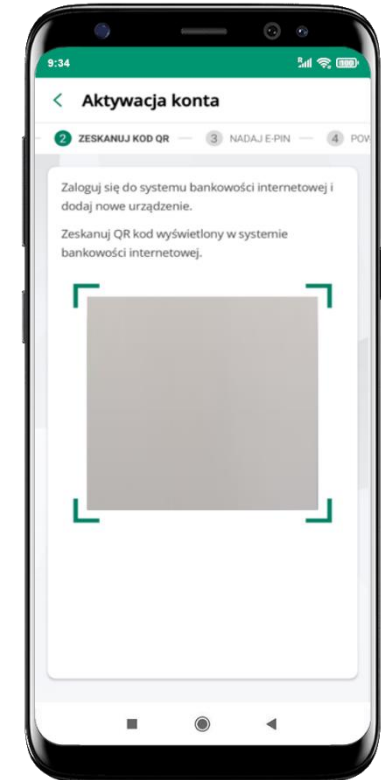 9:34
Aktywacja konta
2 ZESKANUJ KOD QR 3 NADAJ E-PIN 4 POW
Zaloguj się do systemu bankowości internetowej i
dodaj nowe urządzenie.
Zeskanuj QR kod wyświetlony w systemie
bankowości internetowej.